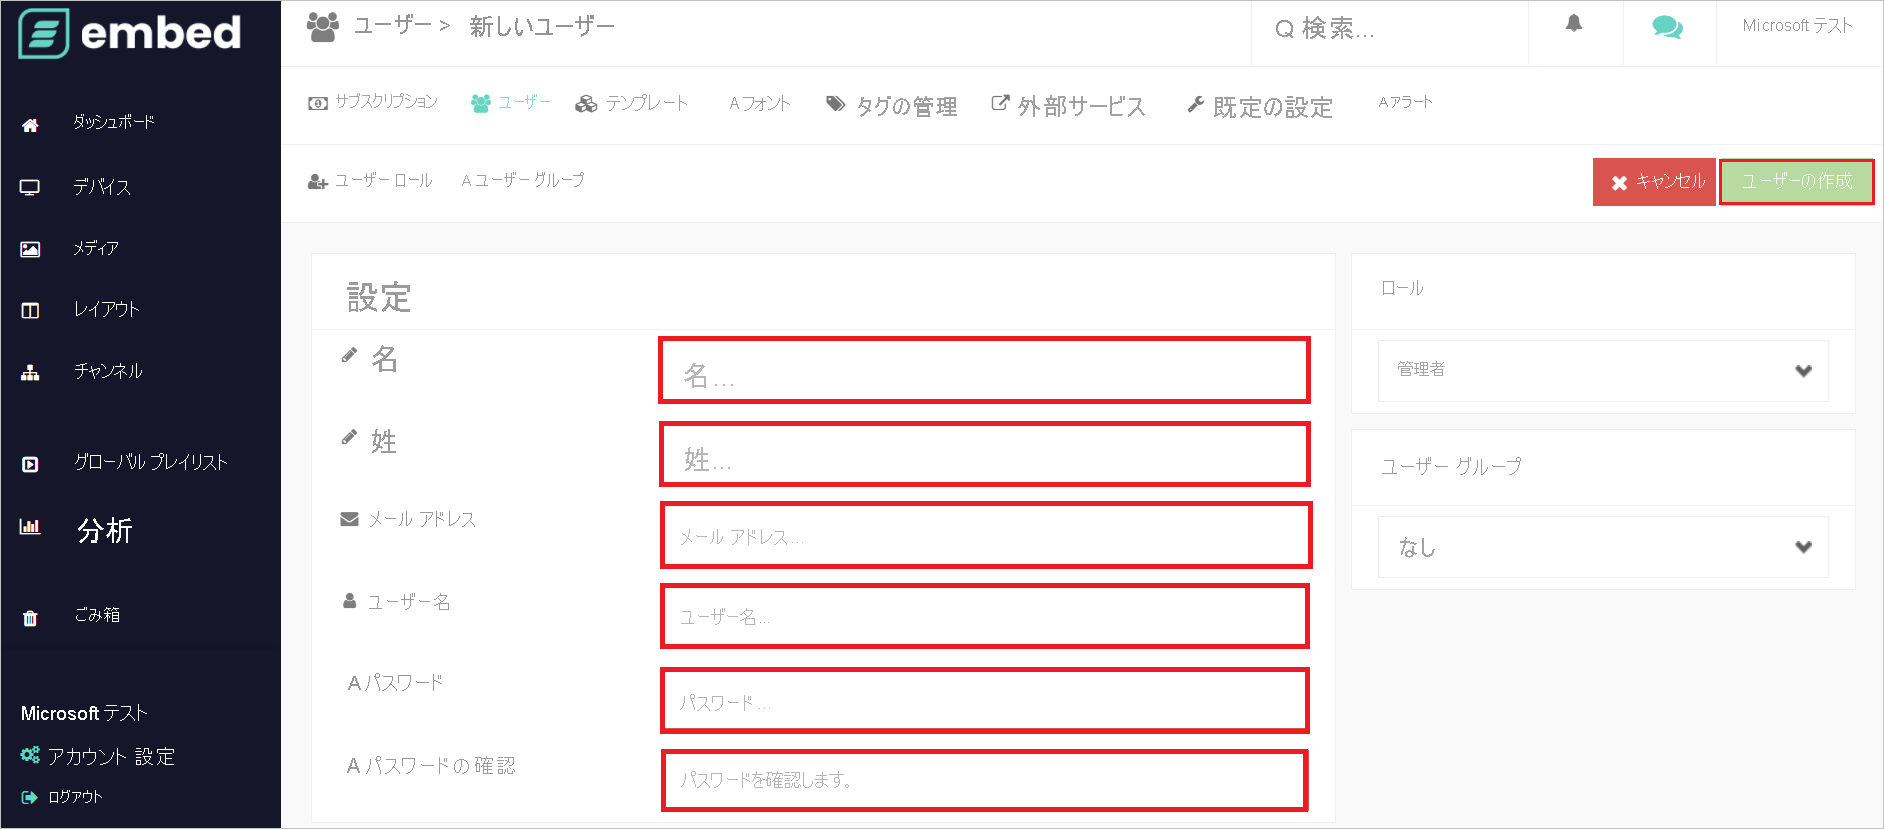 embed
ユーザー > 新しいユーザー
検索...
Microsoft テスト
サブスクリプション ユーザー テンプレート A フォント タグの管理 外部サービス 既定の設定 A アラート
ユーザー ロール A ユーザー グループ キャンセル ユーザーの作成
ダッシュボード
デバイス
メディア
レイアウト
チャンネル
グローバル プレイリスト
分析
ごみ箱
Microsoft テスト
アカウント 設定
ログアウト
設定
名 名...
姓 姓...
メール アドレス メール アドレス...
ユーザー名 ユーザー名...
A パスワード パスワード ...
A パスワードの確認 パスワードを確認します。
ロール
管理者
ユーザー グループ
なし